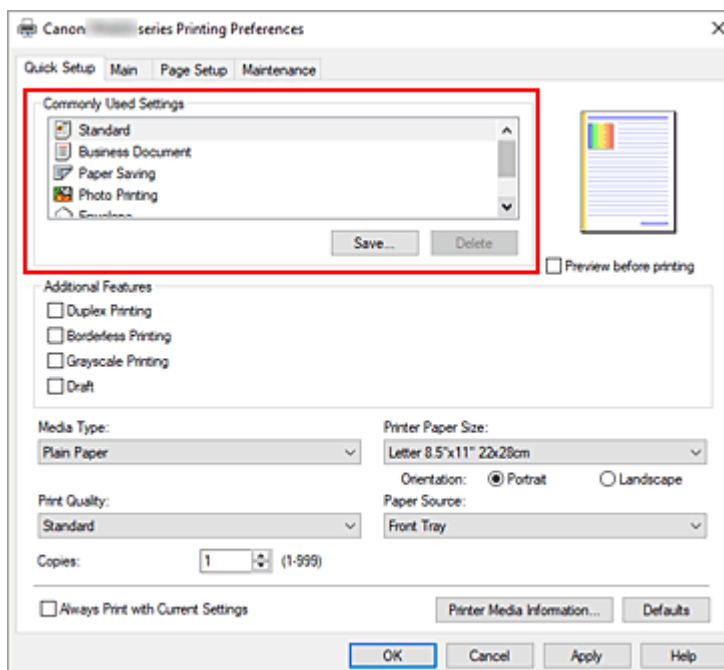 Canon series Printing Preferences
Quick Setup Main Page Setup Maintenance
Commonly Used Settings
Standard
Business Document
Paper Saving
Photo Printing
Envelope
Save... Delete
Preview before printing
Additional Features
Duplex Printing
Borderless Printing
Grayscale Printing
Draft
Media Type: Printer Paper Size:
Plain Paper Letter 8.5"x11" 22x28cm
Orientation: Portrait Landscape
Print Quality: Paper Source:
Standard Front Tray
Copies: 1 (1-999)
Always Print with Current Settings Printer Media Information... Defaults
OK Cancel Apply Help